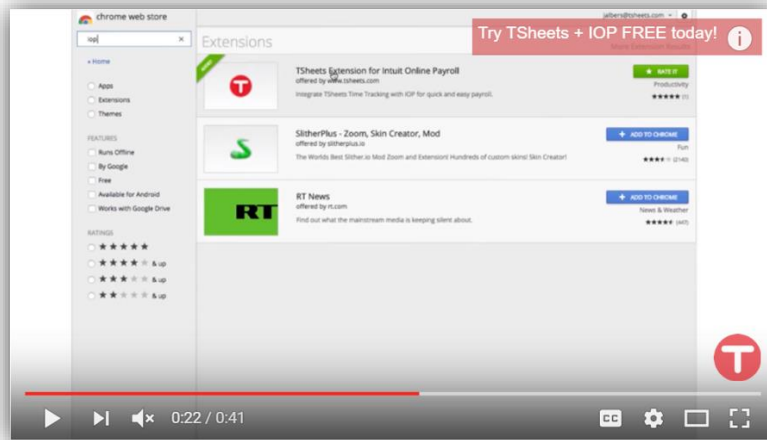 chrome web store
jalbers@tsheets.com
iop
Extensions
Try TSheets + IOP FREE today!
More Extension Results
« Home
Apps
Extensions
Themes
FEATURES
Runs Offline
By Google
Free
Available for Android
Works with Google Drive
RATINGS
& up
& up
& up
TSheets Extension for Intuit Online Payroll
offered by www.tsheets.com
Integrate TSheets Time Tracking with IOP for quick and easy payroll.
RATE IT
Productivity
(1)
SlitherPlus - Zoom, Skin Creator, Mod
offered by slitherplus.io
The Worlds Best Slither.io Mod Zoom and Extension! Hundreds of custom skins! Skin Creator!
+ ADD TO CHROME
Fun
(2140)
RT
RT News
offered by rt.com
Find out what the mainstream media is keeping silent about.
+ ADD TO CHROME
News & Weather
(447)
T
0:22 / 0:41
CC